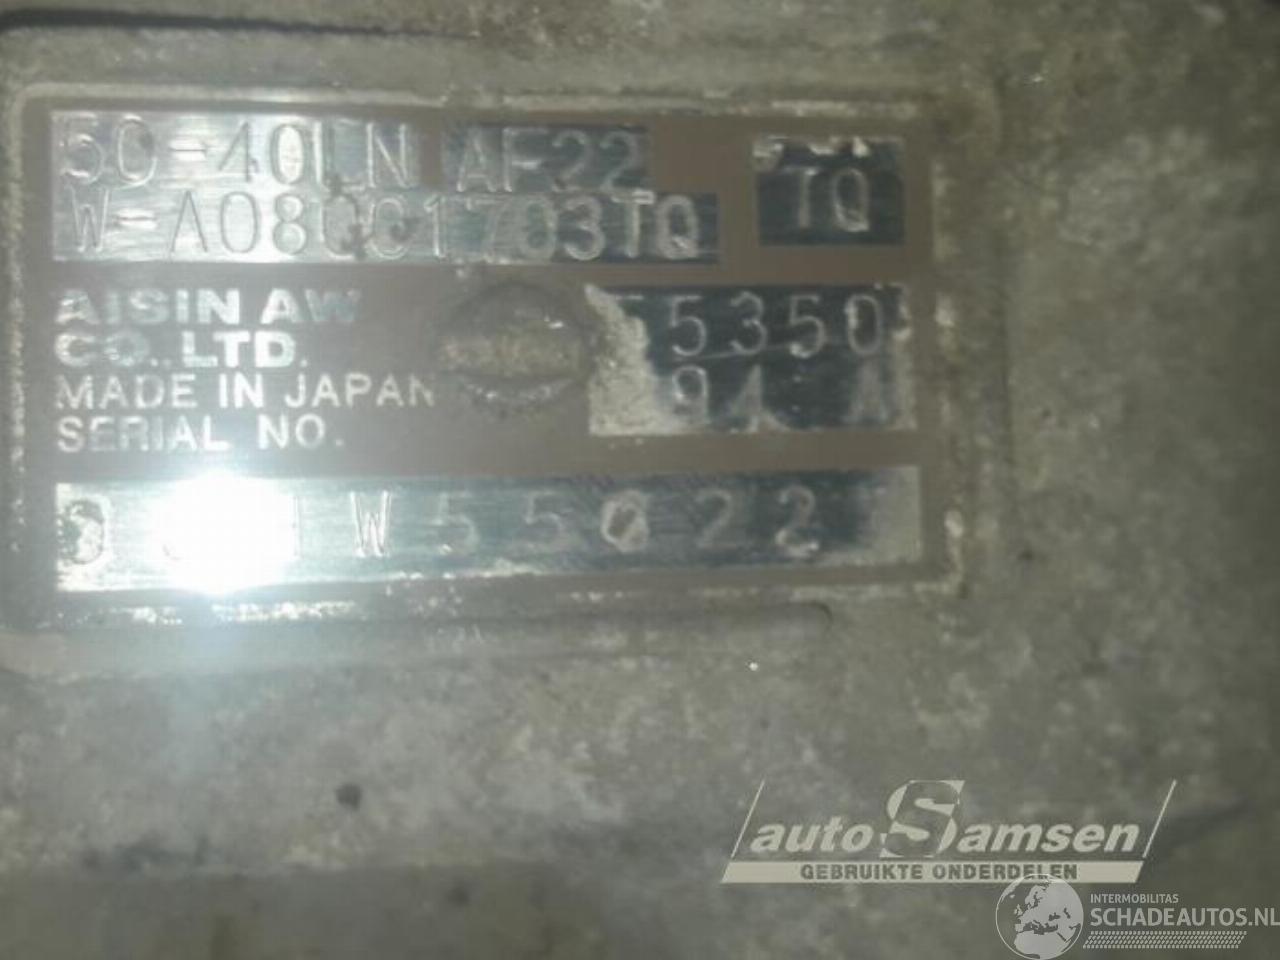 50-40LN AF22
W-A08001703TQ
TQ
AISIN AW
CO., LTD.
MADE IN JAPAN
SERIAL NO.
5350
94 A
W55022
auto Samsen
GEBRUIKTE ONDERDELEN
INTERMOBILITAS
SCHADEAUTOS.NL